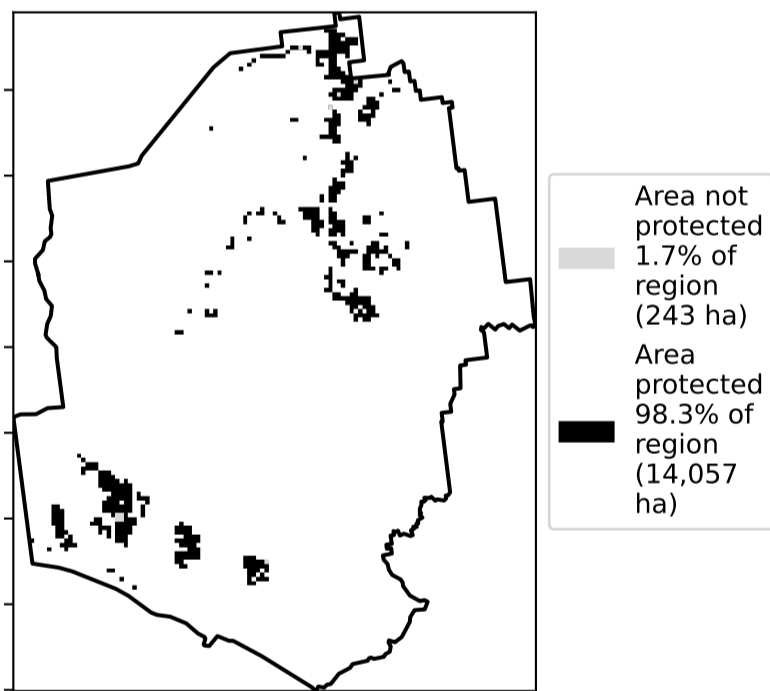 Area not
protected
1.7% of
region
(243 ha)
Area
protected
98.3% of
region
(14,057
ha)